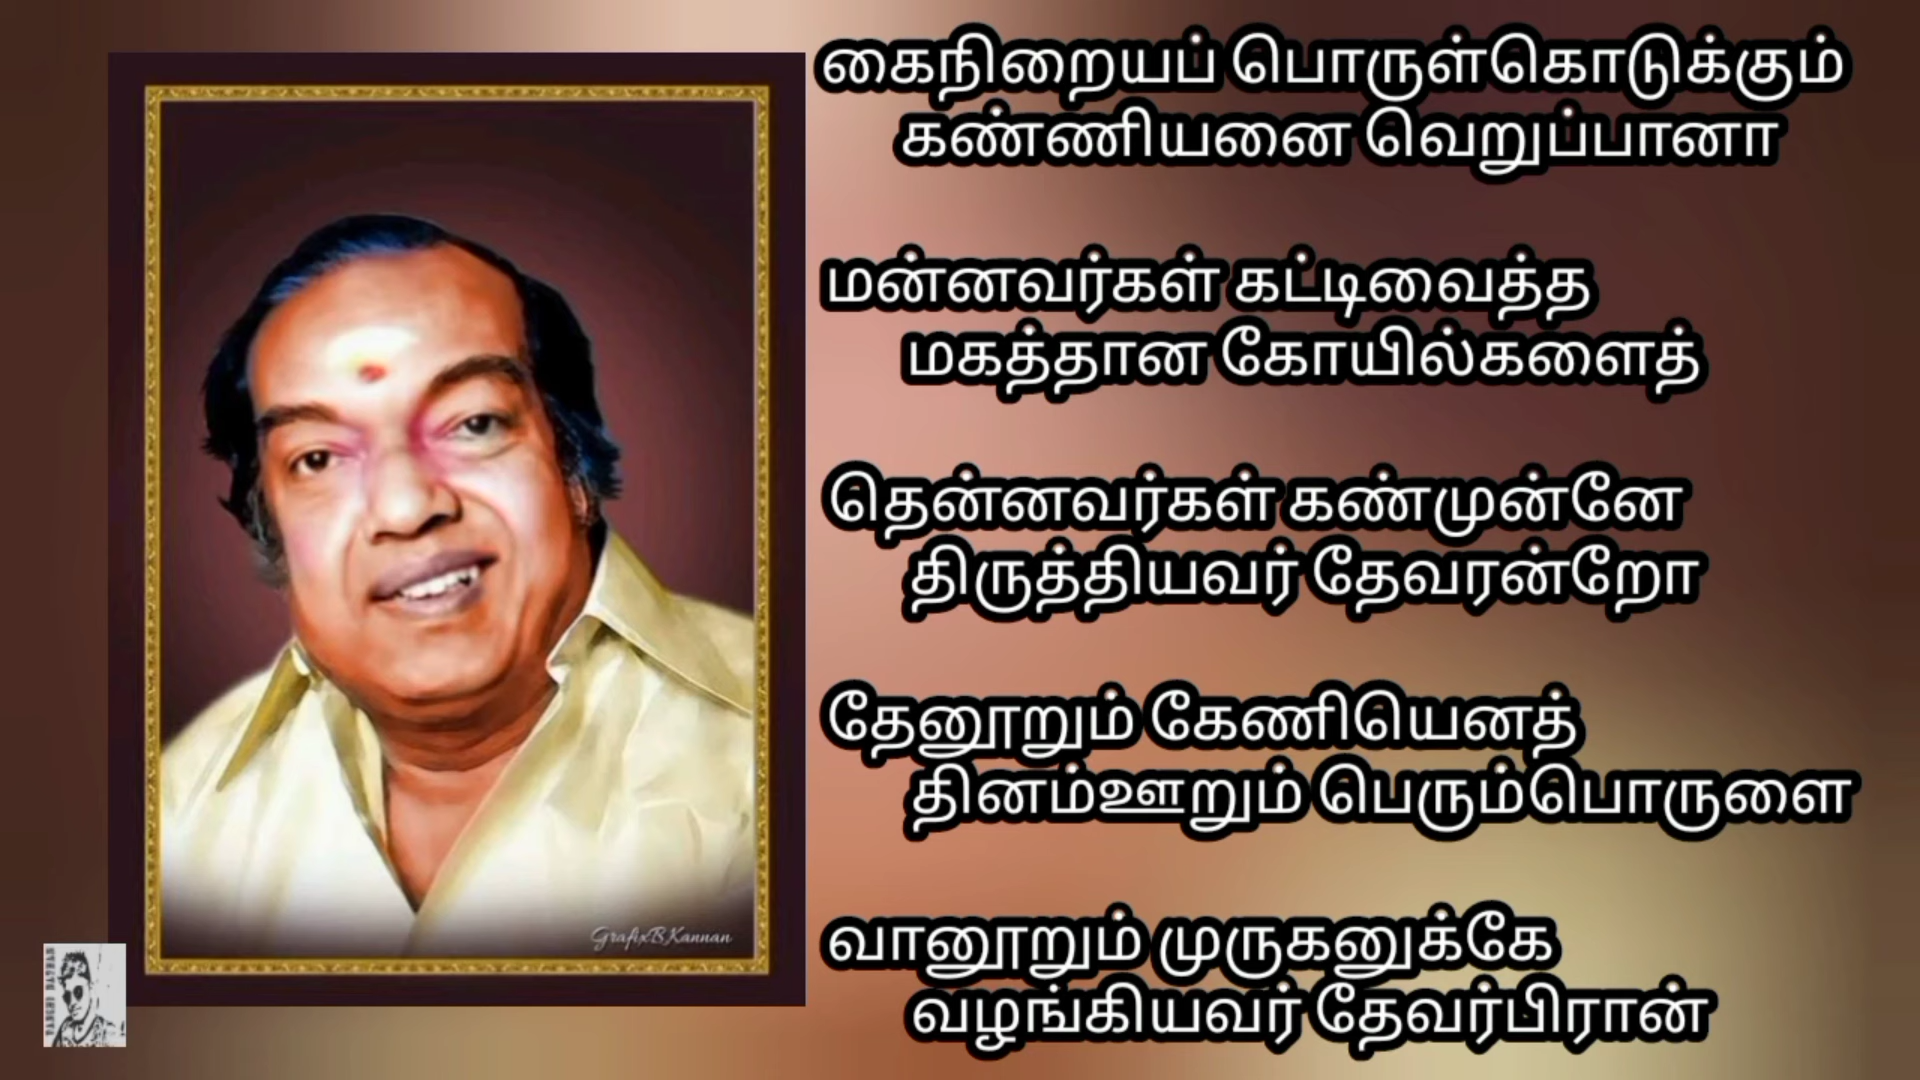 கைநிறையப் பொருள்கொடுக்கும்
கண்ணியனை வெறுப்பானா
மன்னவர்கள் கட்டிவைத்த
மகத்தான கோயில்களைத்
தென்னவர்கள் கண்முன்னே
திருத்தியவர் தேவரன்றோ
தேனூறும் கேணியெனத்
தினம்ஊறும் பெரும்பொருளை
வானூறும் முருகனுக்கே
வழங்கியவர் தேவர்பிரான்
GrafixB.Kannan